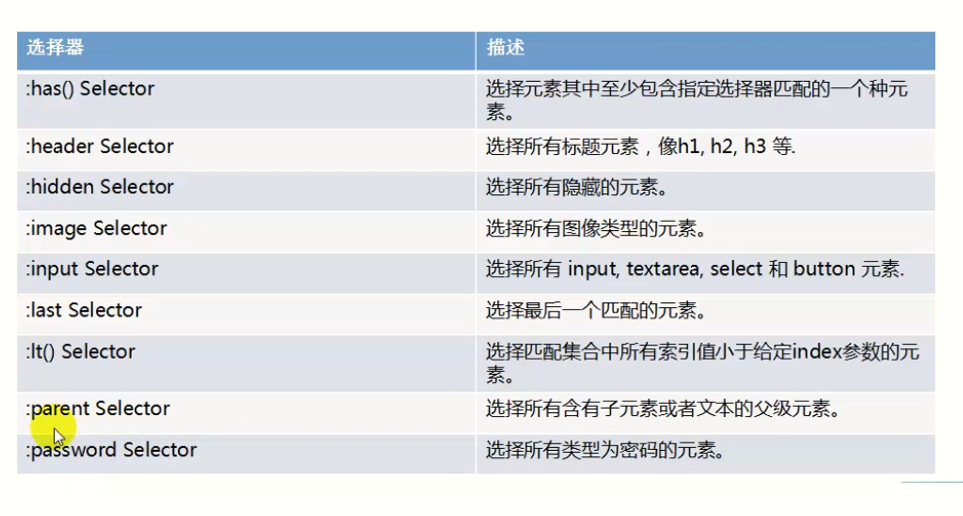 选择器
描述
:has() Selector
选择元素其中至少包含指定选择器匹配的一个种元
素。
:header Selector
选择所有标题元素，像h1, h2, h3 等.
:hidden Selector
选择所有隐藏的元素。
:image Selector
选择所有图像类型的元素。
:input Selector
选择所有 input, textarea, select 和 button 元素.
:last Selector
选择最后一个匹配的元素。
:lt() Selector
选择匹配集合中所有索引值小于给定index参数的元
素。
:parent Selector
选择所有含有子元素或者文本的父级元素。
:password Selector
选择所有类型为密码的元素。